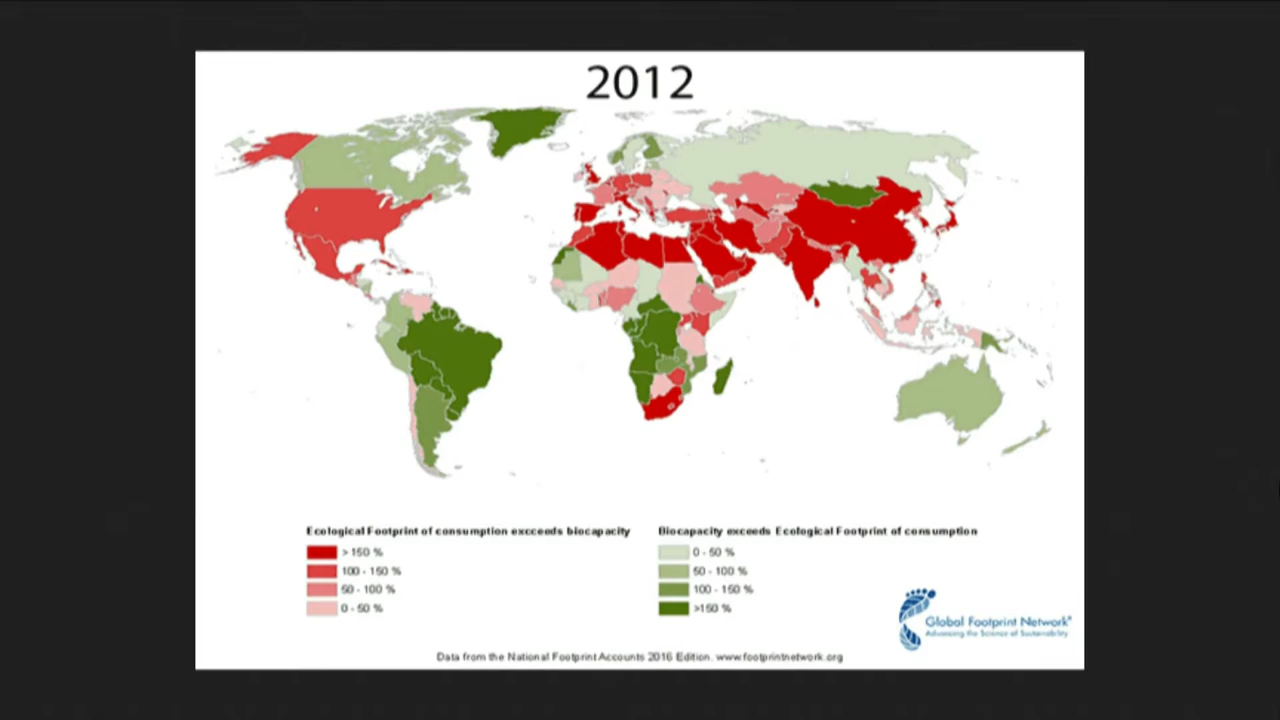 2012
Ecological Footprint of consumption excceeds biocapacity
> 150 %
100 - 150 %
50 - 100 %
0 - 50 %
Biocapacity exceeds Ecological Footprint of consumption
0 - 50 %
50 - 100 %
100 - 150 %
>150 %
Global Footprint Network®
Advancing the Science of Sustainability
Data from the National Footprint Accounts 2016 Edition. www.footprintnetwork.org